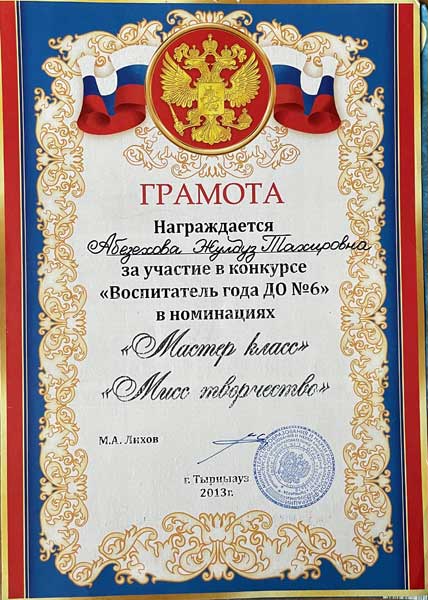 ГРАМОТА
Награждается
Абезехова Жулдуз Тахировна
за участие в конкурсе
«Воспитатель года ДО №6»
в номинациях
«Мастер класс»
«Мисс творчество»
М.А. Лихов
г. Тырныауз
2013г.